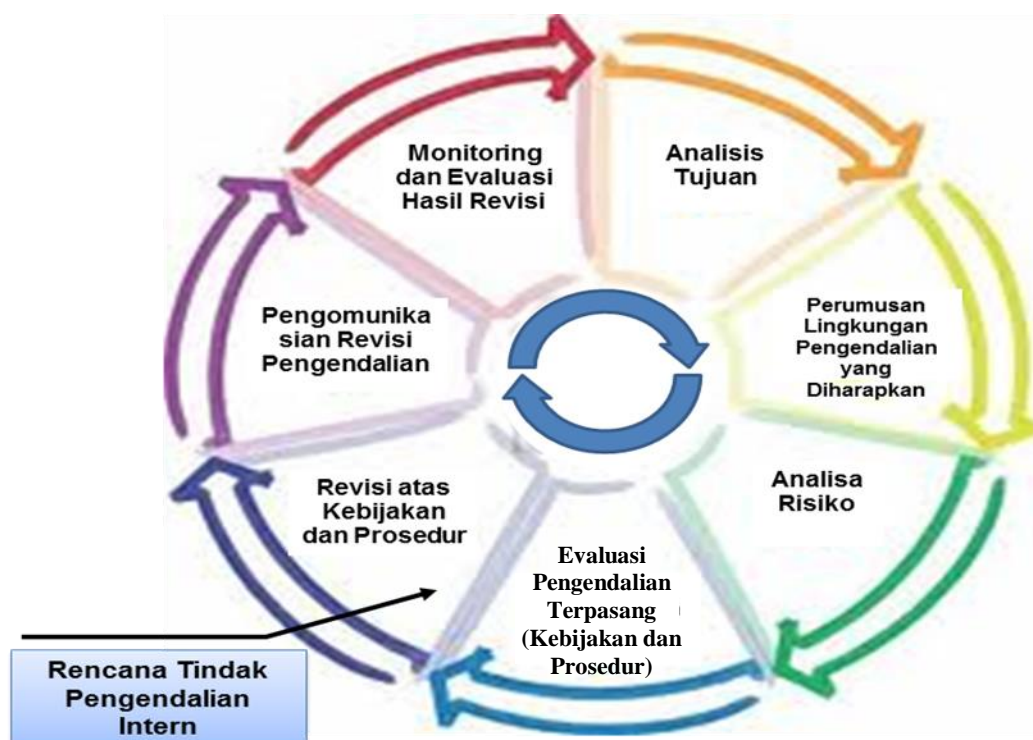 Analisis
Tujuan
Perumusan
Lingkungan
Pengendalian
yang
Diharapkan
Analisa
Risiko
Evaluasi
Pengendalian
Terpasang
(Kebijakan dan
Prosedur)
Revisi atas
Kebijakan
dan Prosedur
Pengomunika
sian Revisi
Pengendalian
Monitoring
dan Evaluasi
Hasil Revisi
Rencana Tindak
Pengendalian
Intern